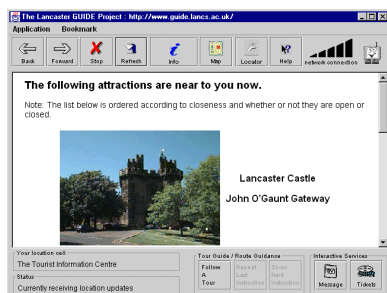 The Lancaster GUIDE Project : http://www.guide.lancs.ac.uk/
Application Bookmark
Back Forward Stop Refresh Info Map Locator Help network connection
The following attractions are near to you now.
Note: The list below is ordered according to closeness and whether or not they are open or
closed.
Lancaster Castle
John O'Gaunt Gateway
Your location cell
The Tourist Information Centre
Status
Currently receiving location updates
Tour Guide / Route Guidance
Follow
A
Tour
Repeat
Last
Instruction
Show
Next
Instruction
Interactive Services
Message Tickets